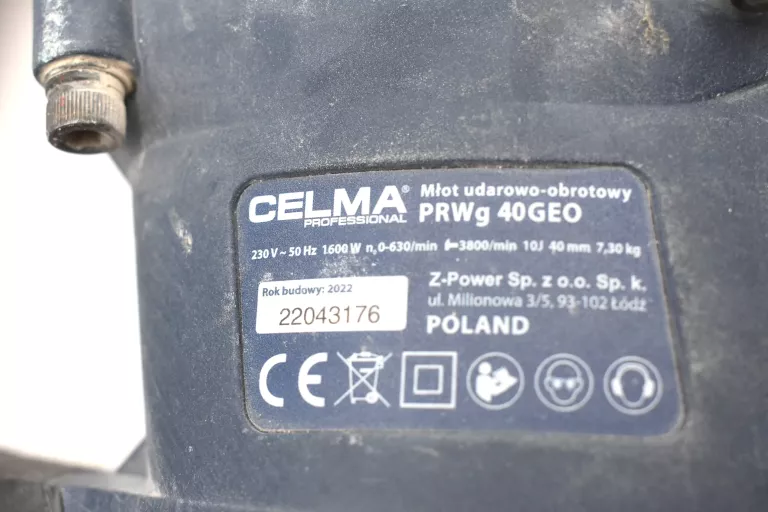 CELMA®
PROFESSIONAL
Młot udarowo-obrotowy
PRWg 40GEO
230 V ~ 50 Hz 1600 W n₀ 0-630/min f=3800/min 10J 40 mm 7,30 kg
Rok budowy: 2022
22043176
Z-Power Sp. z o.o. Sp. k.
ul. Milionowa 3/5, 93-102 Łódź
POLAND
CE